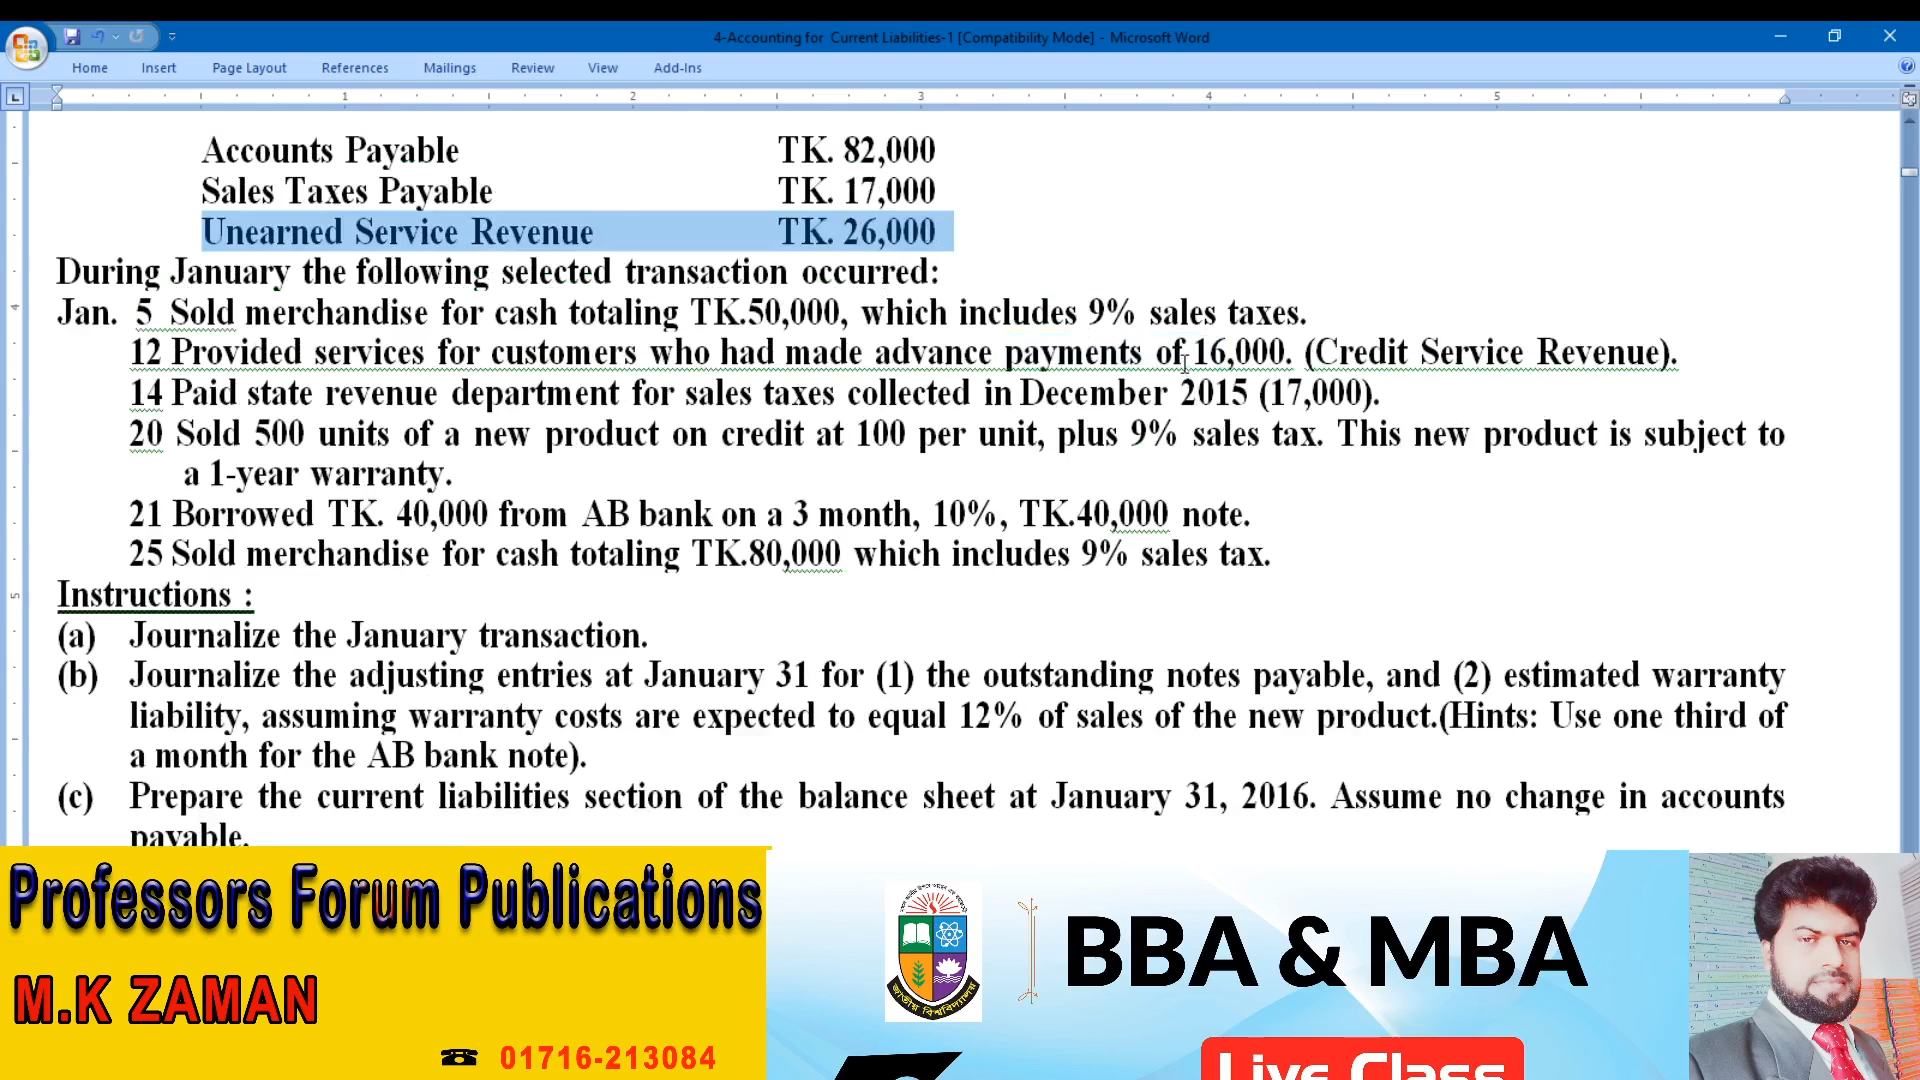 4-Accounting for Current Liabilities-1 [Compatibility Mode] - Microsoft Word
Home Insert Page Layout References Mailings Review View Add-Ins
1 2 3 4 5
Accounts Payable TK. 82,000
Sales Taxes Payable TK. 17,000
Unearned Service Revenue TK. 26,000
During January the following selected transaction occurred:
Jan. 5 Sold merchandise for cash totaling TK.50,000, which includes 9% sales taxes.
12 Provided services for customers who had made advance payments of 16,000. (Credit Service Revenue).
14 Paid state revenue department for sales taxes collected in December 2015 (17,000).
20 Sold 500 units of a new product on credit at 100 per unit, plus 9% sales tax. This new product is subject to
a 1-year warranty.
21 Borrowed TK. 40,000 from AB bank on a 3 month, 10%, TK.40,000 note.
25 Sold merchandise for cash totaling TK.80,000 which includes 9% sales tax.
Instructions :
(a) Journalize the January transaction.
(b) Journalize the adjusting entries at January 31 for (1) the outstanding notes payable, and (2) estimated warranty
liability, assuming warranty costs are expected to equal 12% of sales of the new product.(Hints: Use one third of
a month for the AB bank note).
(c) Prepare the current liabilities section of the balance sheet at January 31, 2016. Assume no change in accounts
payable.
Professors Forum Publications
M.K ZAMAN
☎ 01716-213084
BBA & MBA
Live Class